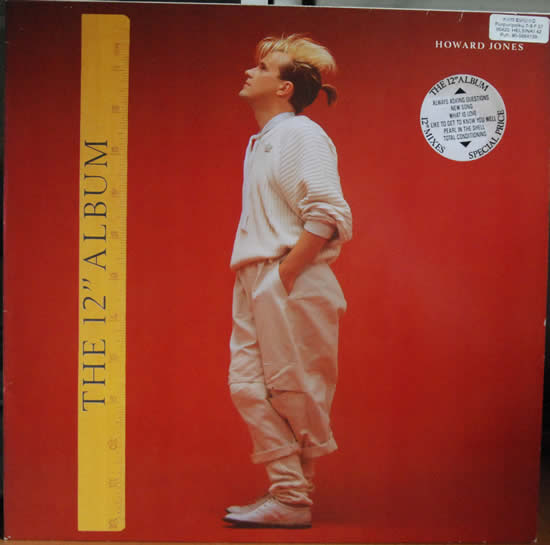 HOWARD JONES
THE 12" ALBUM
THE 12" ALBUM
ALWAYS ASKING QUESTIONS
NEW SONG
WHAT IS LOVE
LIKE TO GET TO KNOW YOU WELL
PEARL IN THE SHELL
TOTAL CONDITIONING
12" MIXES
SPECIAL PRICE
HELSINKI 42